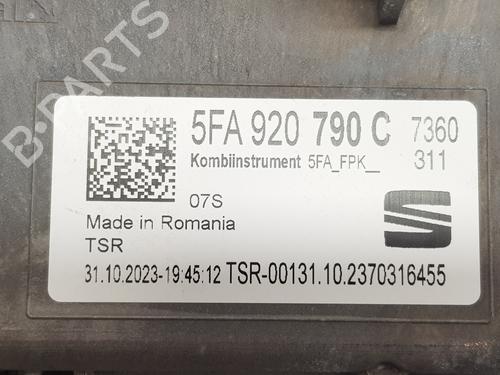 B-PARTS
5FA 920 790 C 7360
Kombiinstrument 5FA_FPK__ 311
07S
Made in Romania
TSR
31.10.2023-19:45:12 TSR-00131.10.2370316455